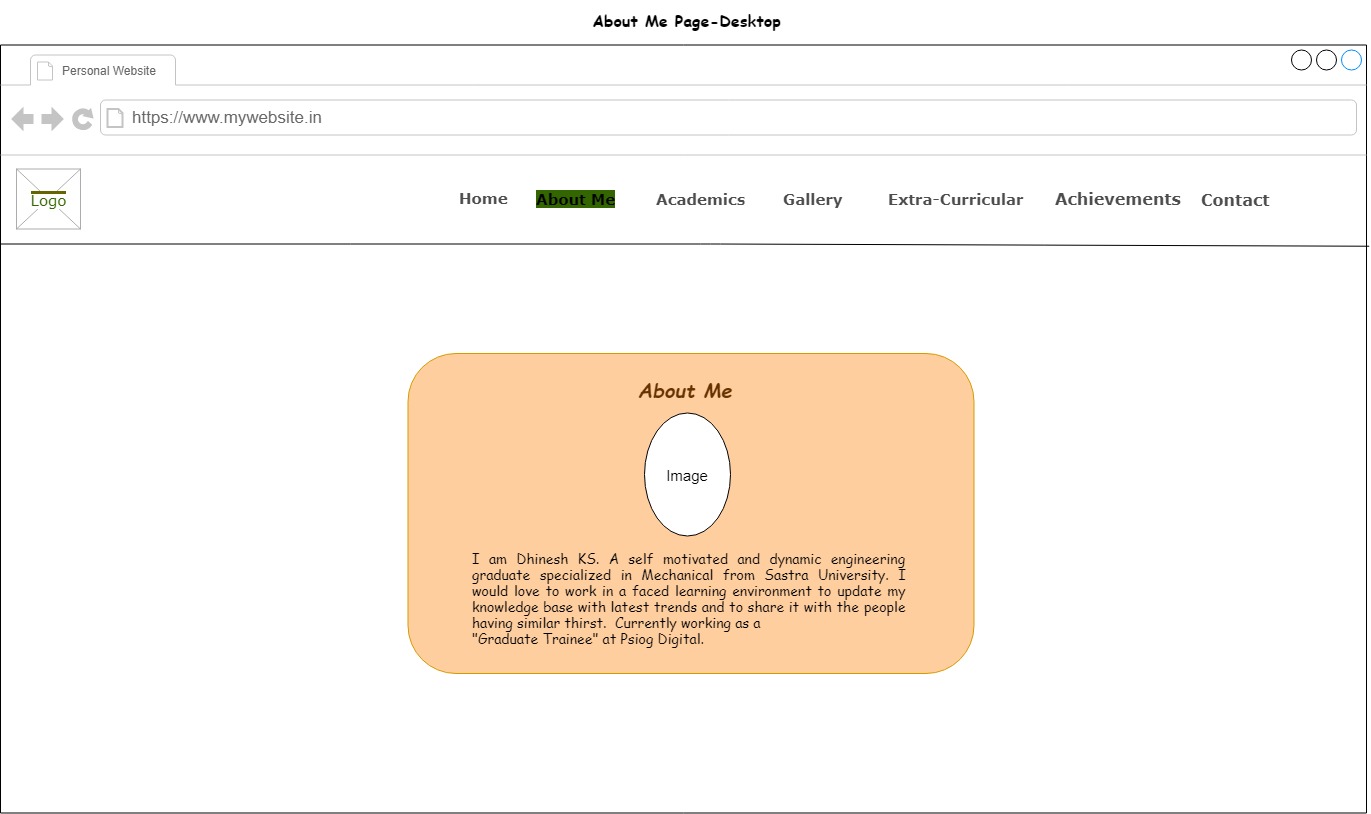 About Me Page-Desktop
Personal Website
https://www.mywebsite.in
Logo
Home About Me Academics Gallery Extra-Curricular Achievements Contact
About Me
Image
I am Dhinesh KS. A self motivated and dynamic engineering
graduate specialized in Mechanical from Sastra University. I
would love to work in a faced learning environment to update my
knowledge base with latest trends and to share it with the people
having similar thirst. Currently working as a
"Graduate Trainee" at Psiog Digital.